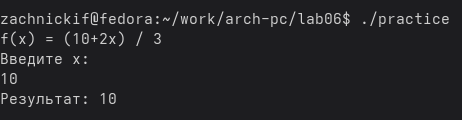 zachnickif@fedora:~/work/arch-pc/lab06$ ./practice
f(x) = (10+2x) / 3
Введите x:
10
Результат: 10